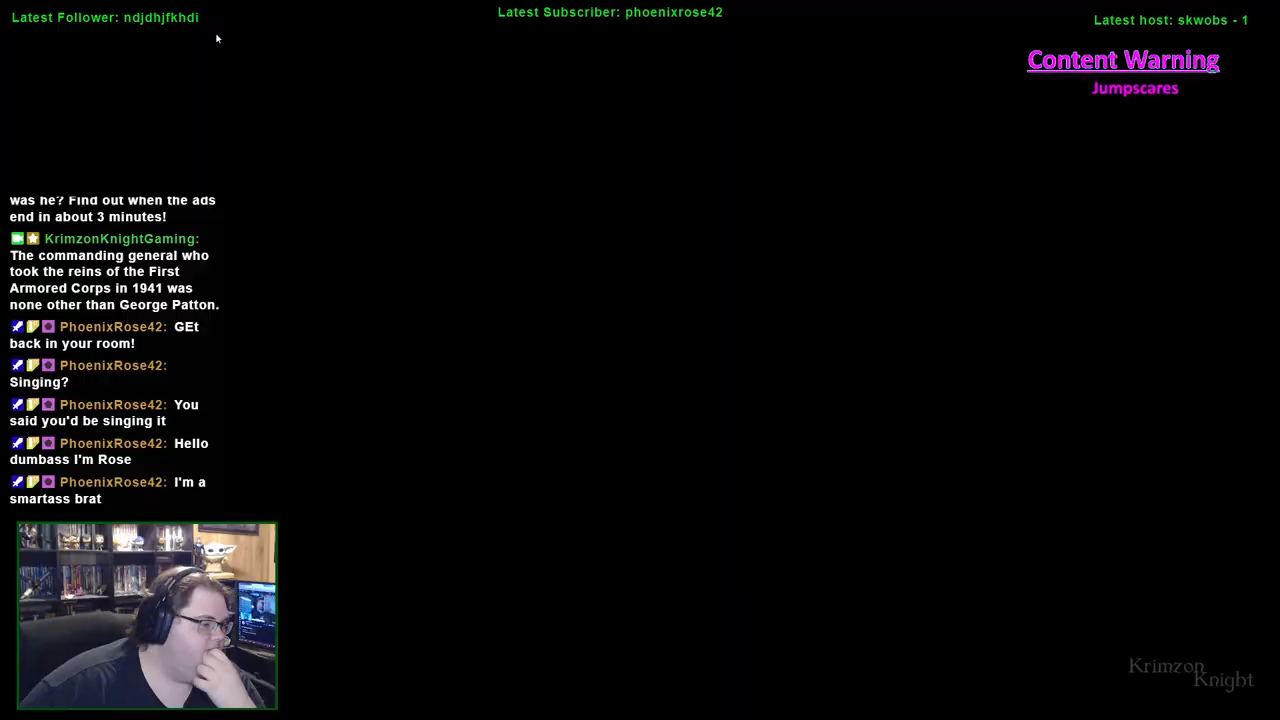 Latest Follower: ndjdhjfkhdi
Latest Subscriber: phoenixrose42
Latest host: skwobs - 1
Content Warning
Jumpscares
was he? Find out when the ads
end in about 3 minutes!
KrimzonKnightGaming:
The commanding general who
took the reins of the First
Armored Corps in 1941 was
none other than George Patton.
PhoenixRose42: GEt
back in your room!
PhoenixRose42:
Singing?
PhoenixRose42: You
said you'd be singing it
PhoenixRose42: Hello
dumbass I'm Rose
PhoenixRose42: I'm a
smartass brat
Krimzon
Knight